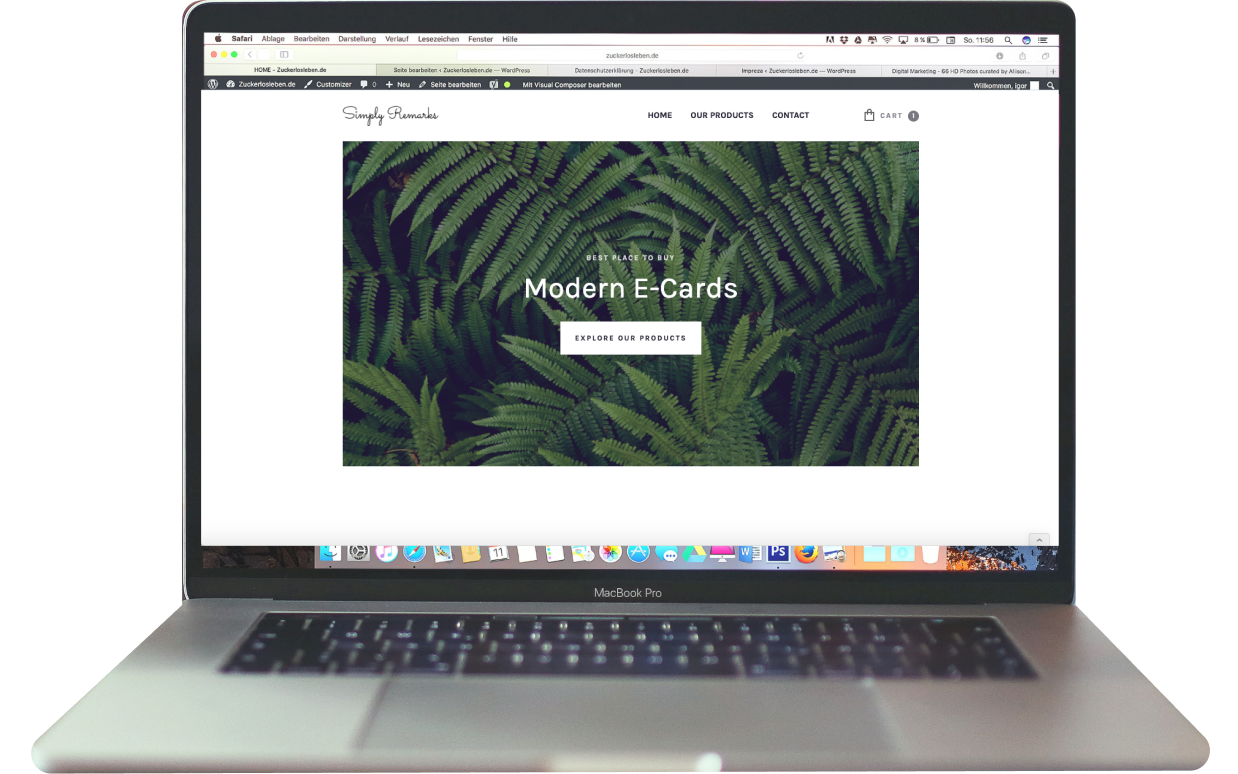 Safari Ablage Bearbeiten Darstellung Verlauf Lesezeichen Fenster Hilfe 8% So. 11:56
zuckerlosleben.de
HOME - Zuckerlosleben.de Seite bearbeiten < Zuckerlosleben.de — WordPress Datenschutzerklärung - Zuckerlosleben.de Impreza < Zuckerlosleben.de — WordPress Digital Marketing - 66 HD Photos curated by Alison... +
Zuckerlosleben.de Customizer 0 + Neu Seite bearbeiten Mit Visual Composer bearbeiten Willkommen, Igor
Simply Remarks HOME OUR PRODUCTS CONTACT CART 1
BEST PLACE TO BUY
Modern E-Cards
EXPLORE OUR PRODUCTS
11 W Ps
MacBook Pro